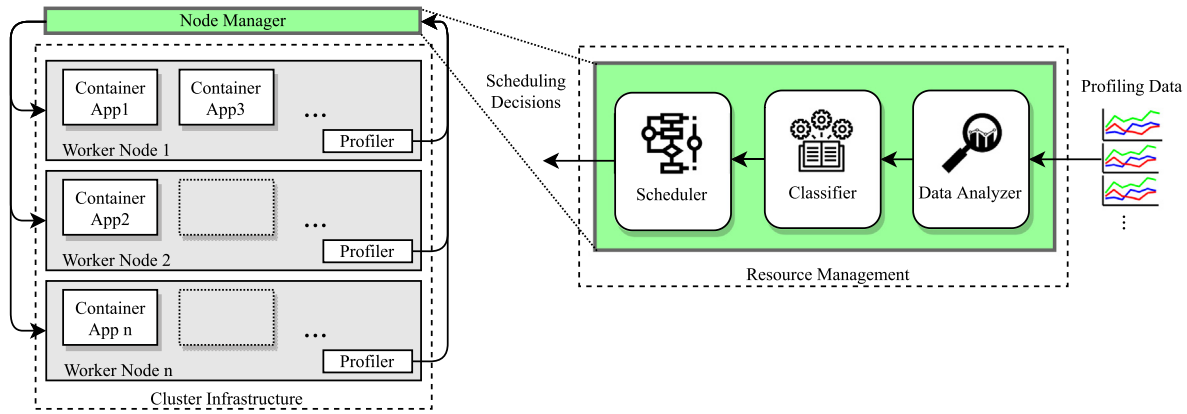 Node Manager
Container
App1
Container
App3
...
Profiler
Worker Node 1
Container
App2
...
Profiler
Worker Node 2
Container
App n
...
Profiler
Worker Node n
Cluster Infrastructure
Scheduling
Decisions
Scheduler
Classifier
Data Analyzer
Resource Management
Profiling Data
⋮